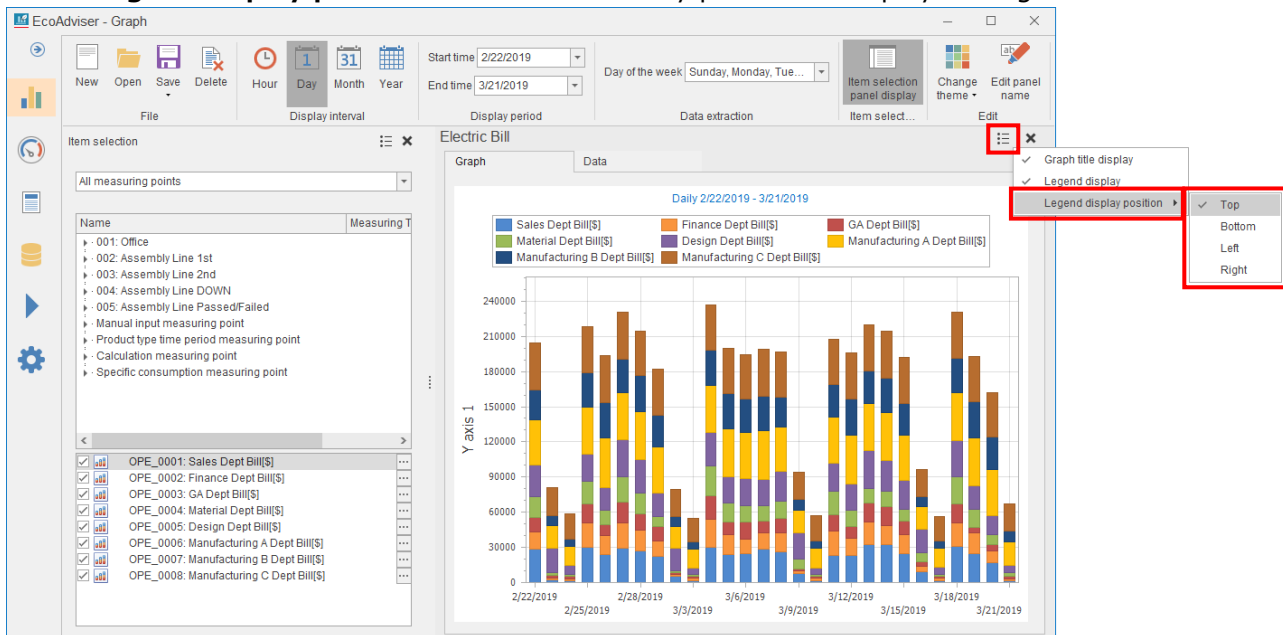 EcoAdviser - Graph
New Open Save Delete
File
Hour Day Month Year
Display interval
Start time 2/22/2019
End time 3/21/2019
Display period
Day of the week Sunday, Monday, Tue...
Data extraction
Item selection
panel display
Item select...
Change
theme
Edit panel
name
Edit
Item selection
All measuring points
Name Measuring T
001: Office
002: Assembly Line 1st
003: Assembly Line 2nd
004: Assembly Line DOWN
005: Assembly Line Passed/Failed
Manual input measuring point
Product type time period measuring point
Calculation measuring point
Specific consumption measuring point
OPE_0001: Sales Dept Bill[$]
OPE_0002: Finance Dept Bill[$]
OPE_0003: GA Dept Bill[$]
OPE_0004: Material Dept Bill[$]
OPE_0005: Design Dept Bill[$]
OPE_0006: Manufacturing A Dept Bill[$]
OPE_0007: Manufacturing B Dept Bill[$]
OPE_0008: Manufacturing C Dept Bill[$]
Electric Bill
Graph Data
Daily 2/22/2019 - 3/21/2019
Sales Dept Bill[$] Finance Dept Bill[$] GA Dept Bill[$]
Material Dept Bill[$] Design Dept Bill[$] Manufacturing A Dept Bill[$]
Manufacturing B Dept Bill[$] Manufacturing C Dept Bill[$]
Y axis 1
240000
210000
180000
150000
120000
90000
60000
30000
0
2/22/2019 2/28/2019 3/6/2019 3/12/2019 3/18/2019
2/25/2019 3/3/2019 3/9/2019 3/15/2019 3/21/2019
Graph title display
Legend display
Legend display position
Top
Bottom
Left
Right